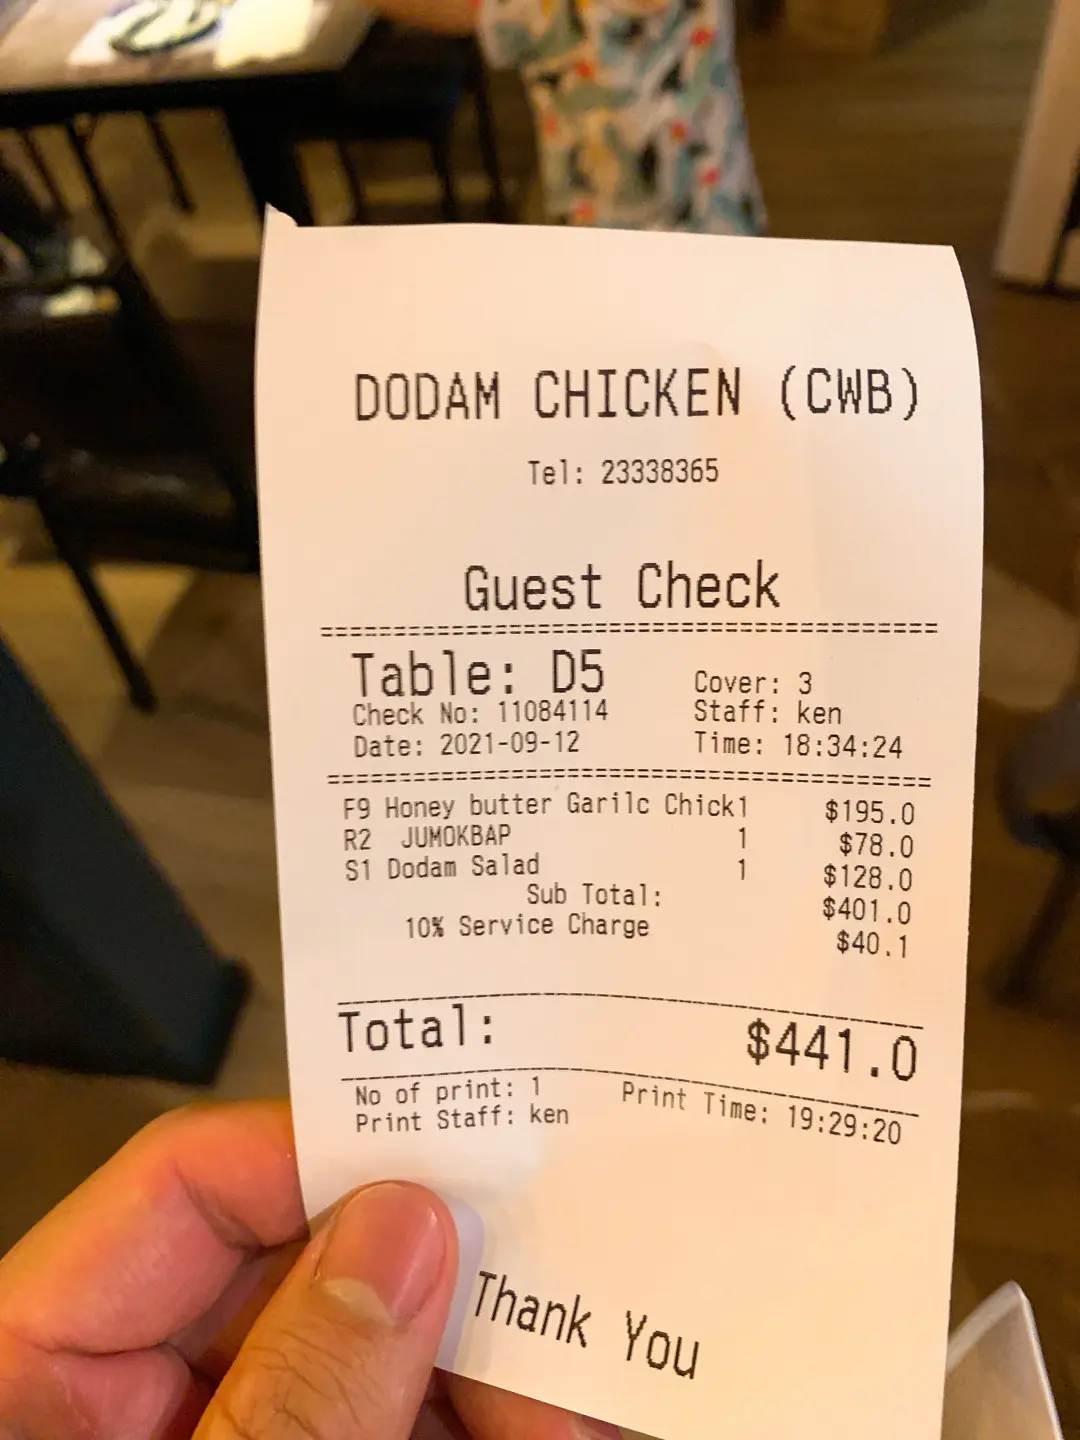 DODAM CHICKEN (CWB)
Tel: 23338365
Guest Check
========================================
Table: D5
Cover: 3
Check No: 11084114
Staff: ken
Date: 2021-09-12
Time: 18:34:24
========================================
F9 Honey butter Garilc Chick1 $195.0
R2 JUMOKBAP 1 $78.0
S1 Dodam Salad 1 $128.0
Sub Total: $401.0
10% Service Charge $40.1
Total: $441.0
No of print: 1 Print Time: 19:29:20
Print Staff: ken
Thank You